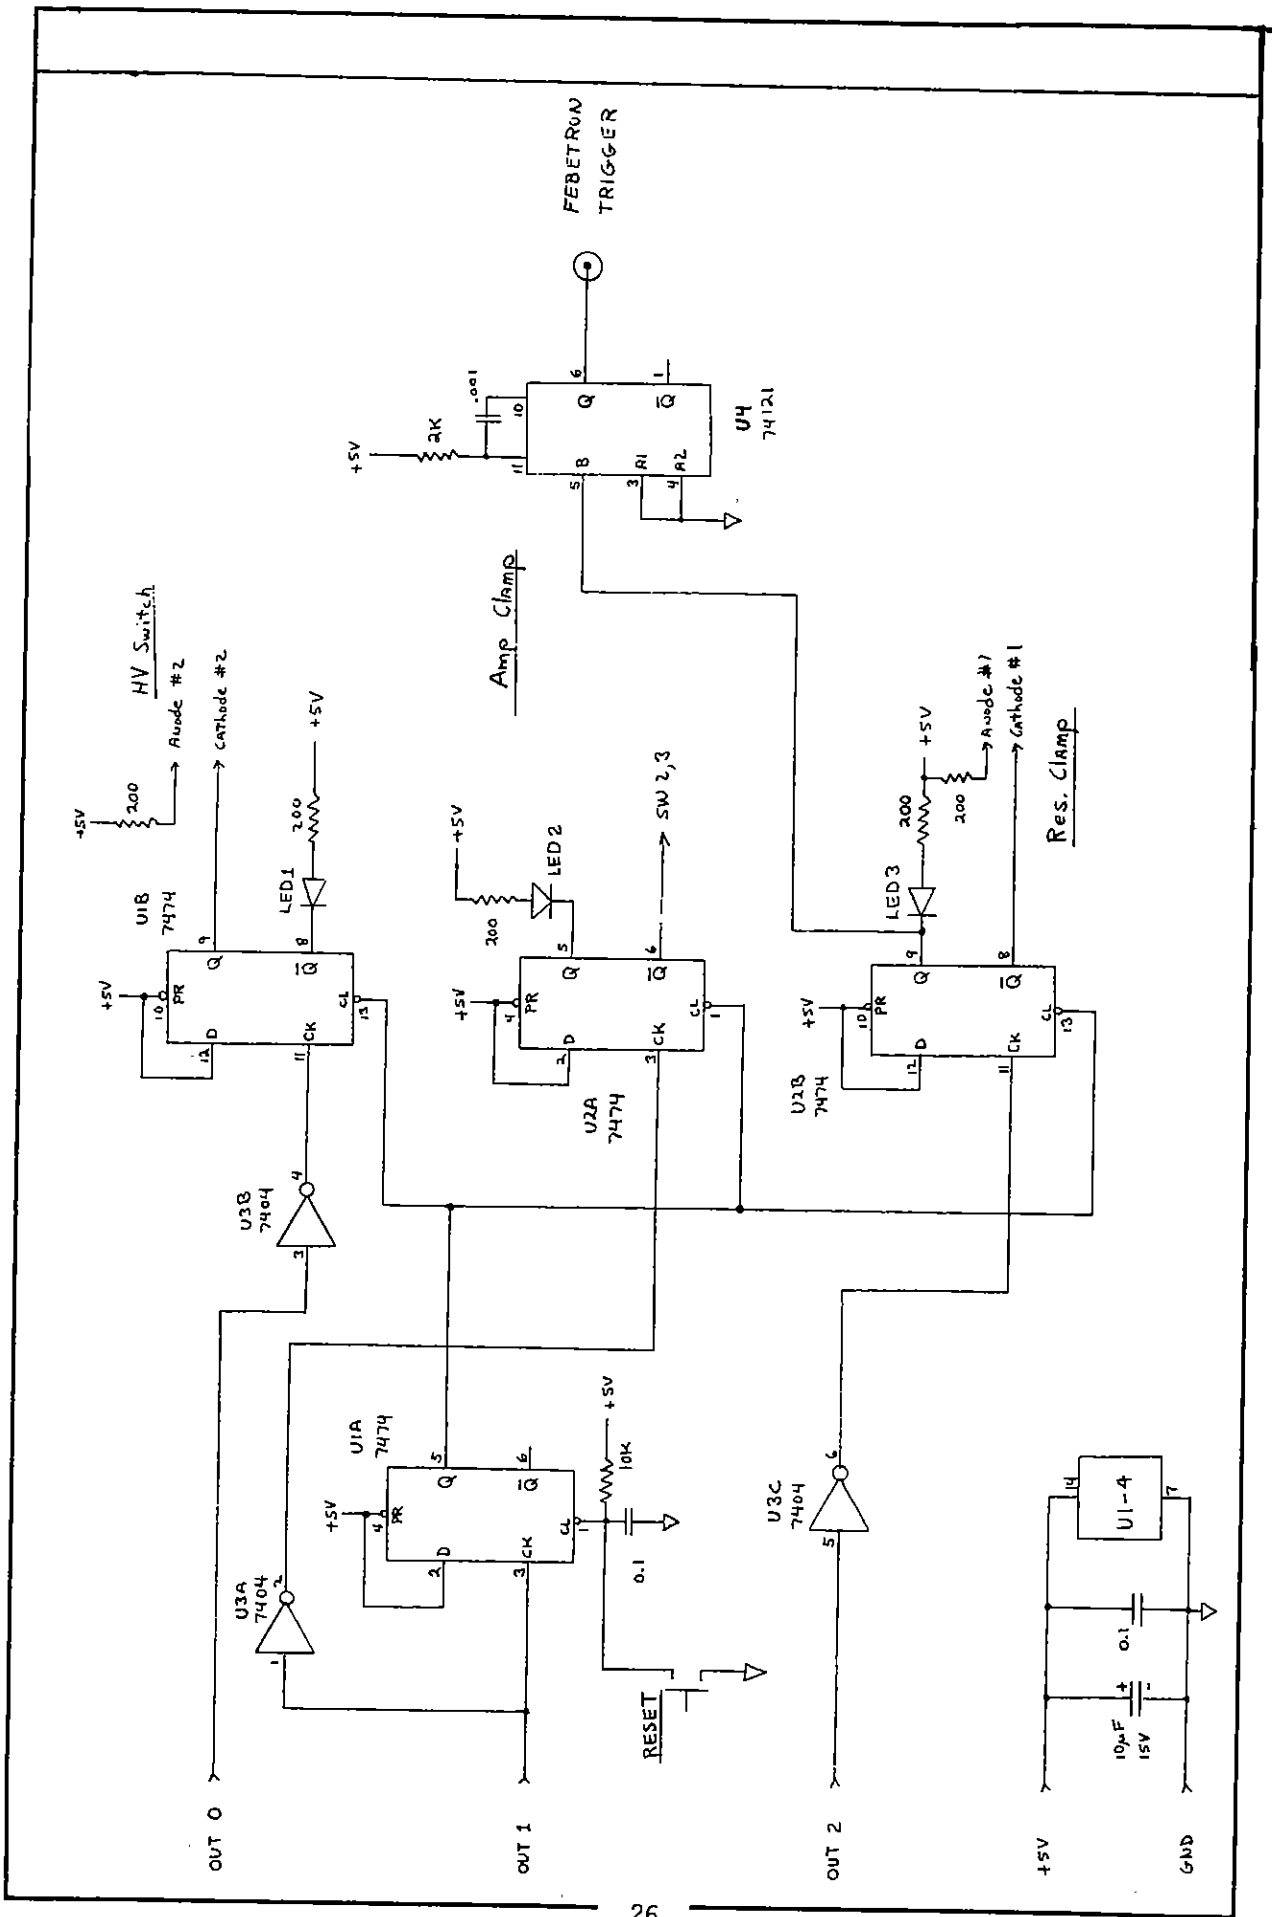 FEBETRON
TRIGGER
HV Switch
+5V
200
Anode #2
Cathode #2
U1B
7474
+5V
10
PR
12
D
11
CK
9
Q
8
Q̅
CL
13
LED1
200
+5V
Amp Clamp
+5V
2K
.001
11
10
5
B
3
A1
4
A2
6
Q
1
Q̅
U4
74121
+5V
200
LED2
+5V
4
PR
2
D
3
CK
5
Q
6
Q̅
CL
1
U2A
7474
SW 2,3
+5V
10
PR
12
D
11
CK
9
Q
8
Q̅
CL
13
U2B
7474
LED3
200
+5V
200
Anode #1
Cathode #1
Res. Clamp
U3B
7404
3
4
U3A
7404
1
2
U1A
7474
+5V
4
PR
2
D
3
CK
5
Q
6
Q̅
CL
1
10K
+5V
0.1
RESET
U3C
7404
5
6
OUT 0
OUT 1
OUT 2
+5V
GND
10µF
15V
+
-
0.1
14
U1-4
7
26